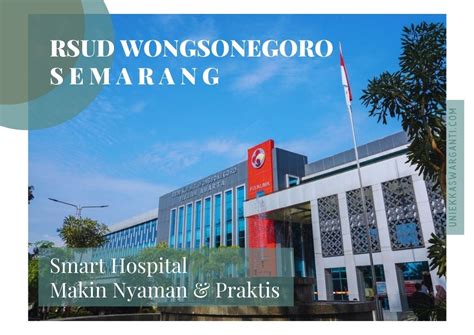 RSUD WONGSONEGORO
SEMARANG
UNIEKKASWARGANTI.COM
Smart Hospital
Makin Nyaman & Praktis